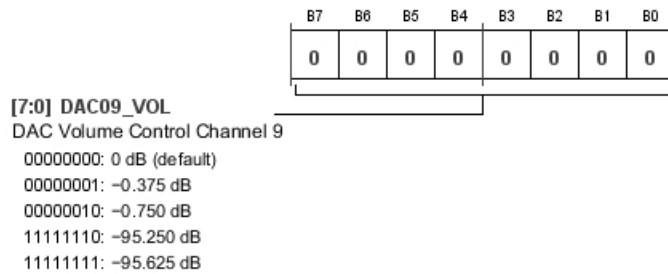 B7 B6 B5 B4 B3 B2 B1 B0
0 0 0 0 0 0 0 0
[7:0] DAC09_VOL
DAC Volume Control Channel 9
00000000: 0 dB (default)
00000001: −0.375 dB
00000010: −0.750 dB
11111110: −95.250 dB
11111111: −95.625 dB